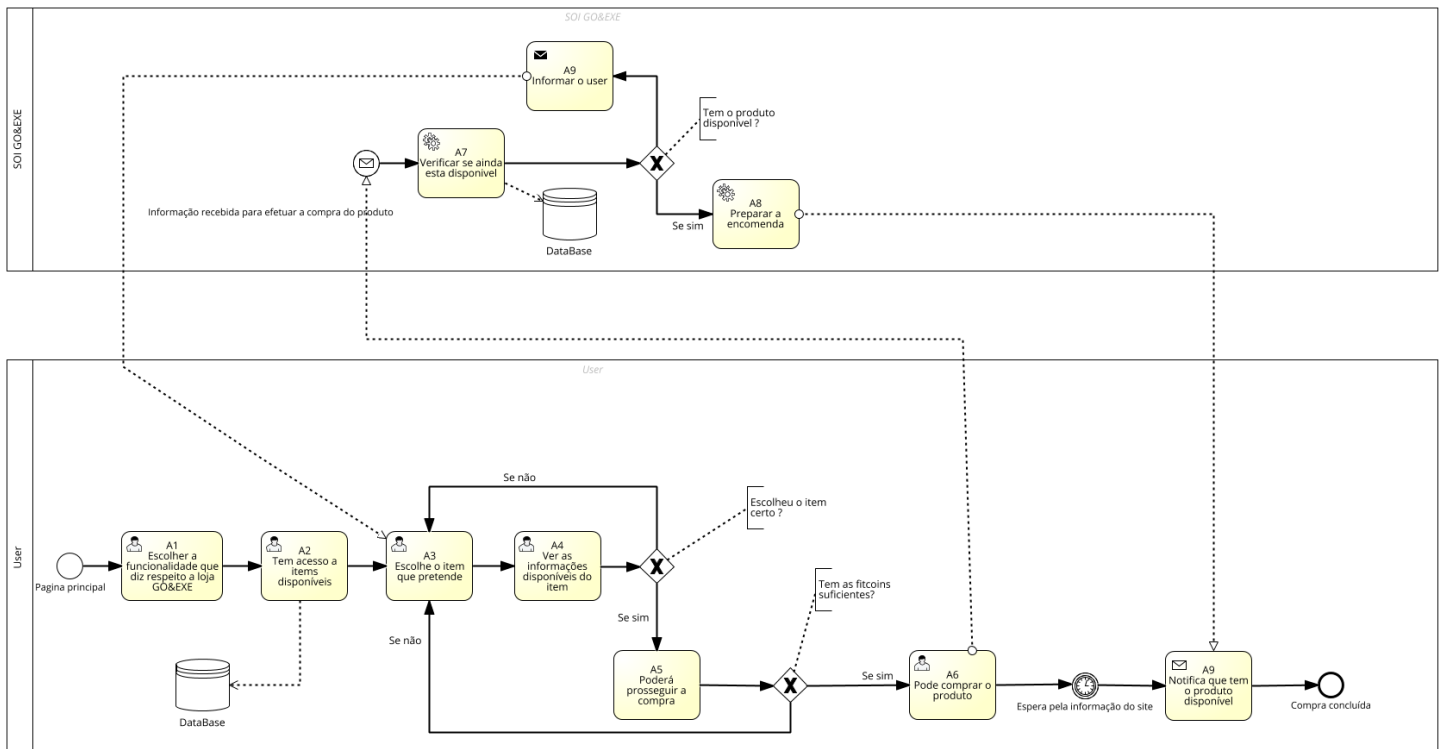 SOI GO&EXE
SOI GO&EXE
A9
Informar o user
Tem o produto
disponível ?
A7
Verificar se ainda
esta disponivel
Informação recebida para efetuar a compra do produto
DataBase
Se sim
A8
Preparar a
encomenda
User
User
Se não
Escolheu o item
certo ?
Pagina principal
A1
Escolher a
funcionalidade que
diz respeito a loja
GO&EXE
A2
Tem acesso a
items
disponíveis
A3
Escolhe o item
que pretende
A4
Ver as
informações
disponíveis do
item
Tem as fitcoins
suficientes?
Se sim
Se não
DataBase
A5
Poderá
prosseguir a
compra
Se sim
A6
Pode comprar o
produto
Espera pela informação do site
A9
Notifica que tem
o produto
disponível
Compra concluída